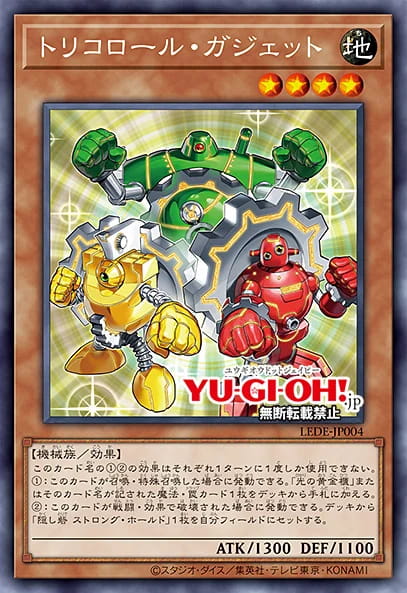 トリコロール・ガジェット
地
ユウギオウドットジェイピー
YU-GI-OH!.jp
無断転載禁止
LEDE-JP004
【機械族／効果】
このカード名の①②の効果はそれぞれ1ターンに1度しか使用できない。
①：このカードが召喚・特殊召喚した場合に発動できる。「光の黄金櫃」または
そのカード名が記された魔法・罠カード1枚をデッキから手札に加える。
②：このカードが戦闘・効果で破壊された場合に発動できる。デッキから
「隠し砦 ストロング・ホールド」1枚を自分フィールドにセットする。
ATK/1300 DEF/1100
©スタジオ・ダイス／集英社・テレビ東京・KONAMI